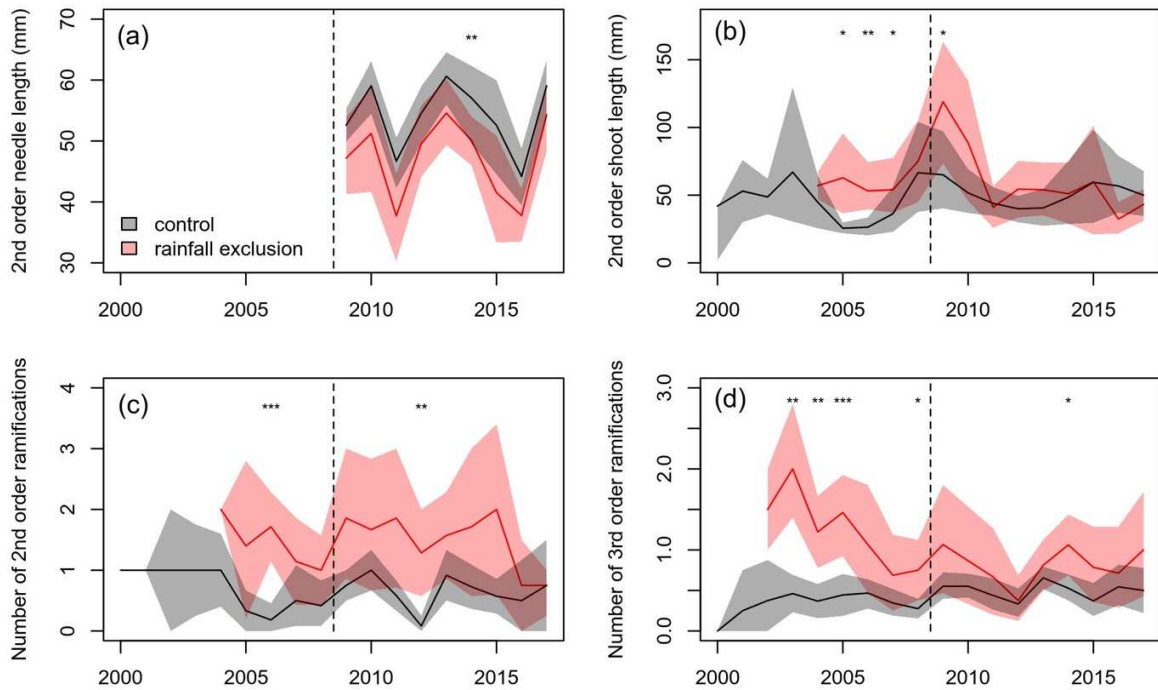 (a)
2nd order needle length (mm)
70
60
50
40
30
**
control
rainfall exclusion
2000 2005 2010 2015
(b)
2nd order shoot length (mm)
150
100
50
0
* ** * *
2000 2005 2010 2015
(c)
Number of 2nd order ramifications
4
3
2
1
0
*** **
2000 2005 2010 2015
(d)
Number of 3rd order ramifications
3.0
2.0
1.0
0.0
** ** *** * *
2000 2005 2010 2015